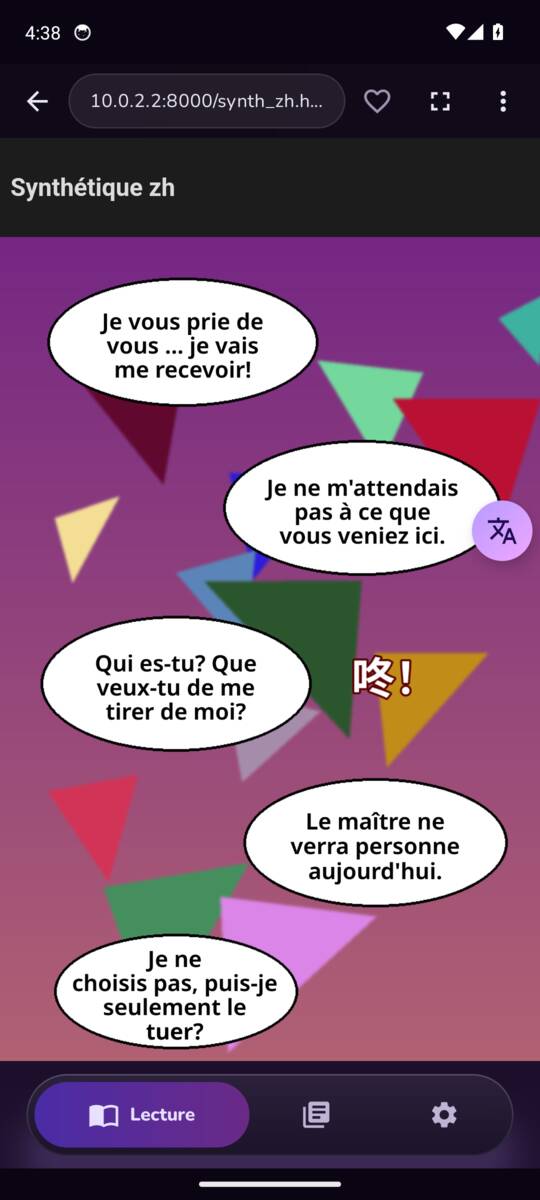 4:38
10.0.2.2:8000/synth_zh.h...
Synthétique zh
Je vous prie de
vous ... je vais
me recevoir!
Je ne m'attendais
pas à ce que
vous veniez ici.
Qui es-tu? Que
veux-tu de me
tirer de moi?
咚!
Le maître ne
verra personne
aujourd'hui.
Je ne
choisis pas, puis-je
seulement le
tuer?
Lecture